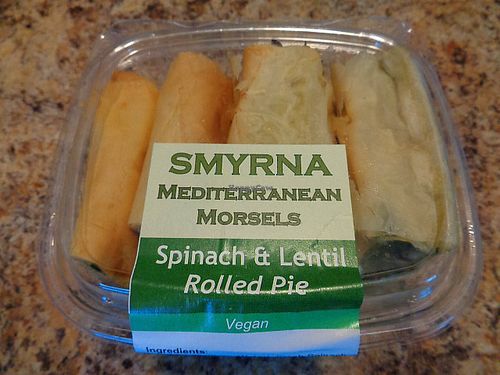 SMYRNA
MEDITERRANEAN
MORSELS
Spinach & Lentil
Rolled Pie
Vegan
Ingredients: